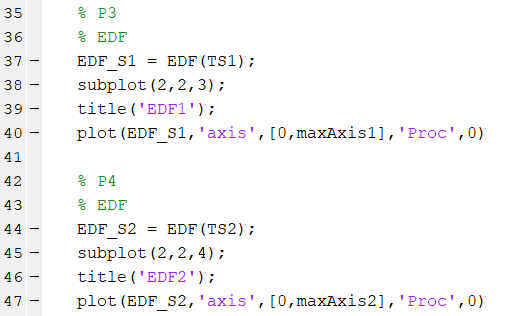 35 % P3
36 % EDF
37 – EDF_S1 = EDF(TS1);
38 – subplot(2,2,3);
39 – title('EDF1');
40 – plot(EDF_S1,'axis',[0,maxAxis1],'Proc',0)
41
42 % P4
43 % EDF
44 – EDF_S2 = EDF(TS2);
45 – subplot(2,2,4);
46 – title('EDF2');
47 – plot(EDF_S2,'axis',[0,maxAxis2],'Proc',0)